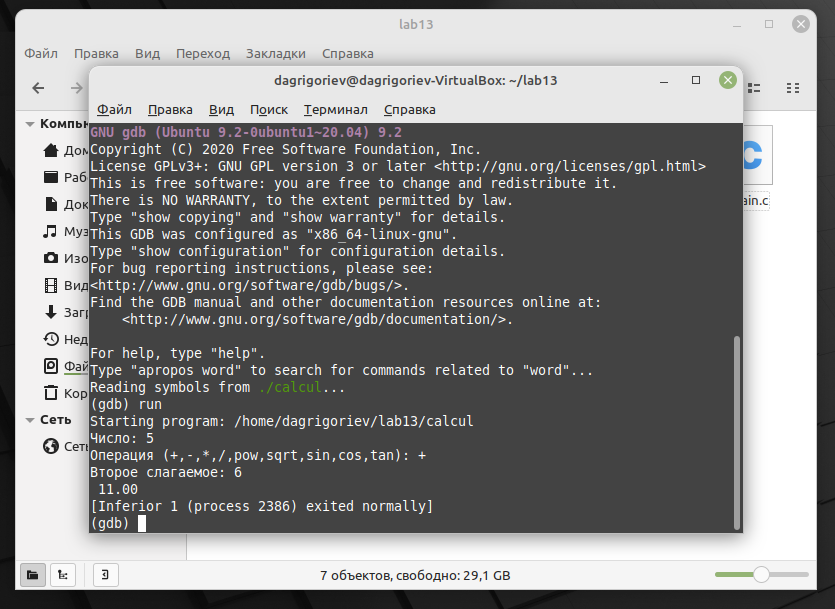 lab13
Файл Правка Вид Переход Закладки Справка
dagrigoriev@dagrigoriev-VirtualBox: ~/lab13
Файл Правка Вид Поиск Терминал Справка
GNU gdb (Ubuntu 9.2-0ubuntu1~20.04) 9.2
Copyright (C) 2020 Free Software Foundation, Inc.
License GPLv3+: GNU GPL version 3 or later <http://gnu.org/licenses/gpl.html>
This is free software: you are free to change and redistribute it.
There is NO WARRANTY, to the extent permitted by law.
Type "show copying" and "show warranty" for details.
This GDB was configured as "x86_64-linux-gnu".
Type "show configuration" for configuration details.
For bug reporting instructions, please see:
<http://www.gnu.org/software/gdb/bugs/>.
Find the GDB manual and other documentation resources online at:
    <http://www.gnu.org/software/gdb/documentation/>.
For help, type "help".
Type "apropos word" to search for commands related to "word"...
Reading symbols from ./calcul...
(gdb) run
Starting program: /home/dagrigoriev/lab13/calcul
Число: 5
Операция (+,-,*,/,pow,sqrt,sin,cos,tan): +
Второе слагаемое: 6
 11.00
[Inferior 1 (process 2386) exited normally]
(gdb)
Компь
Дом
Раб
Док
Муз
Изо
Вид
Загр
Нед
Фай
Кор
Сеть
Сеть
C
ain.c
7 объектов, свободно: 29,1 GB